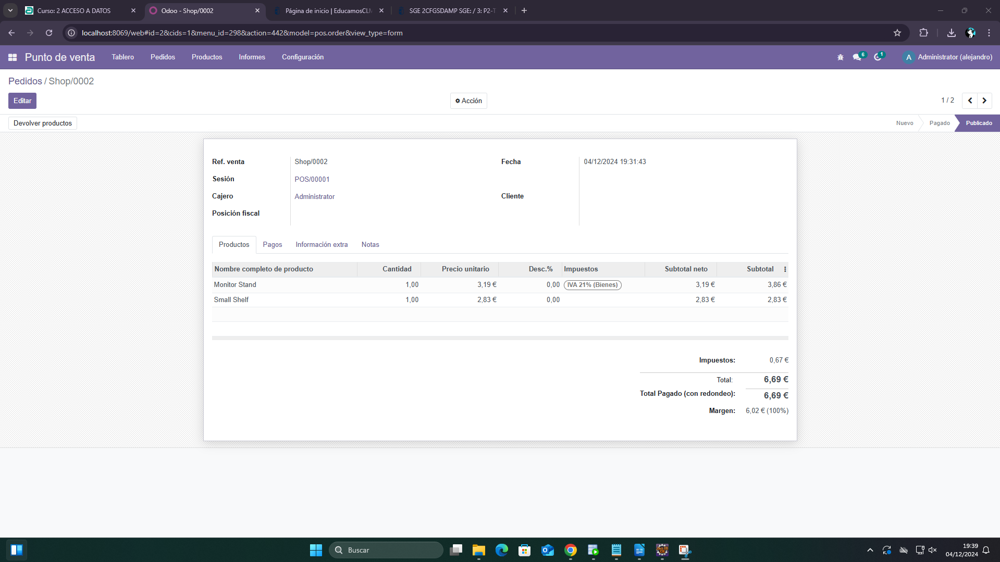 Curso: 2 ACCESO A DATOS
Odoo - Shop/0002
Página de inicio | EducamosCLM
SGE 2CFGSDAMP SGE: / 3: P2-T
localhost:8069/web#id=2&cids=1&menu_id=298&action=442&model=pos.order&view_type=form
Punto de venta Tablero Pedidos Productos Informes Configuración 6 1 A Administrator (alejandro)
Pedidos / Shop/0002
Editar Acción 1 / 2
Devolver productos Nuevo Pagado Publicado
Ref. venta Shop/0002 Fecha 04/12/2024 19:31:43
Sesión POS/00001
Cajero Administrator Cliente
Posición fiscal
Productos Pagos Información extra Notas
Nombre completo de producto Cantidad Precio unitario Desc.% Impuestos Subtotal neto Subtotal
Monitor Stand 1,00 3,19 € 0,00 IVA 21% (Bienes) 3,19 € 3,86 €
Small Shelf 1,00 2,83 € 0,00 2,83 € 2,83 €
Impuestos: 0,67 €
Total: 6,69 €
Total Pagado (con redondeo): 6,69 €
Margen: 6,02 € (100%)
Buscar
19:39
04/12/2024